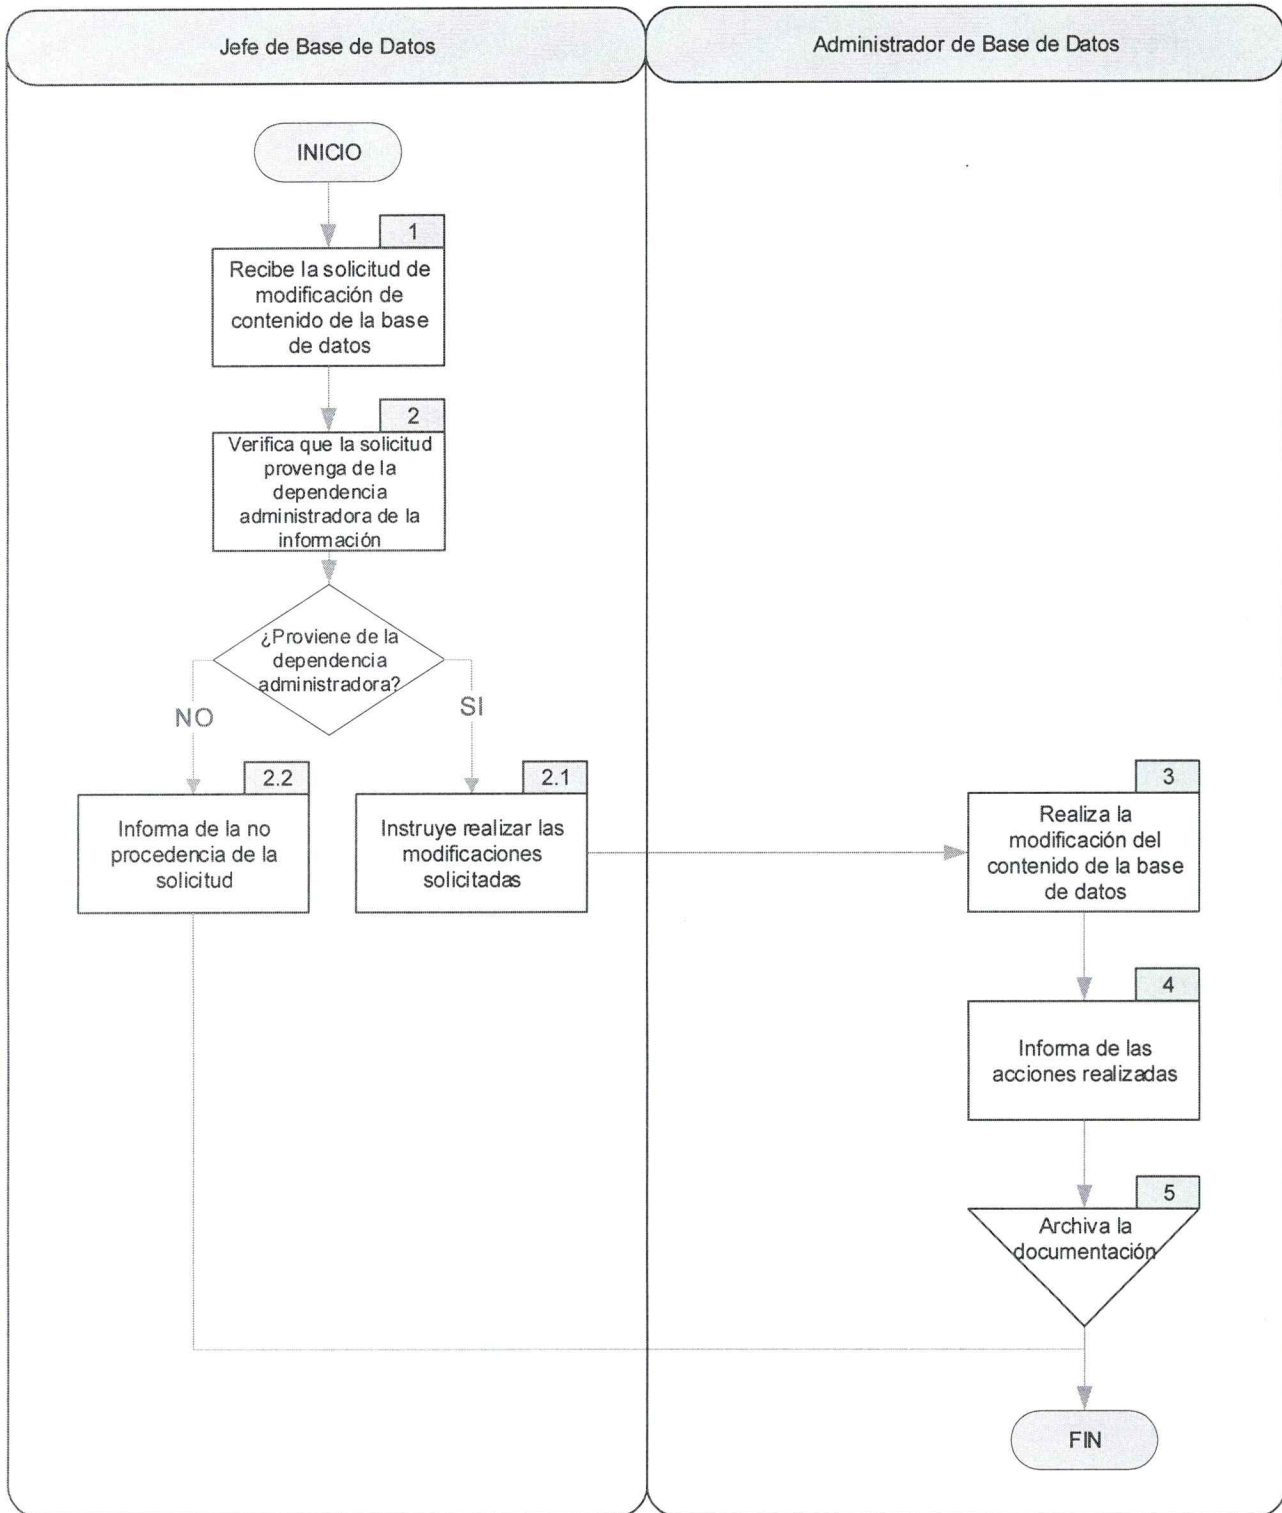 Jefe de Base de Datos
Administrador de Base de Datos
INICIO
1
Recibe la solicitud de
modificación de
contenido de la base
de datos
2
Verifica que la solicitud
provenga de la
dependencia
administradora de la
información
¿Proviene de la
dependencia
administradora?
NO
SI
2.2
Informa de la no
procedencia de la
solicitud
2.1
Instruye realizar las
modificaciones
solicitadas
3
Realiza la
modificación del
contenido de la base
de datos
4
Informa de las
acciones realizadas
5
Archiva la
documentación
FIN